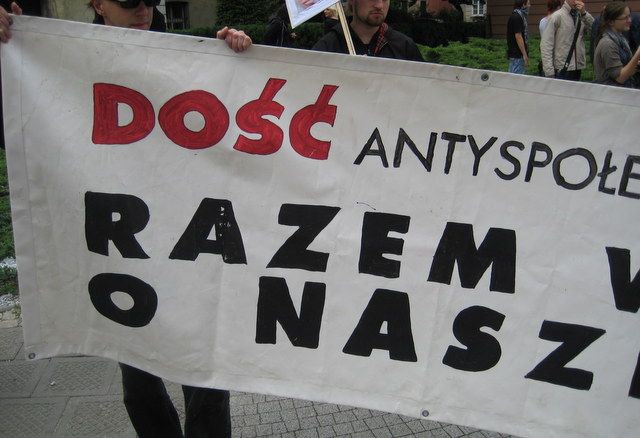 DOŚĆ ANTYSPOŁE
RAZEM W
O NASZ